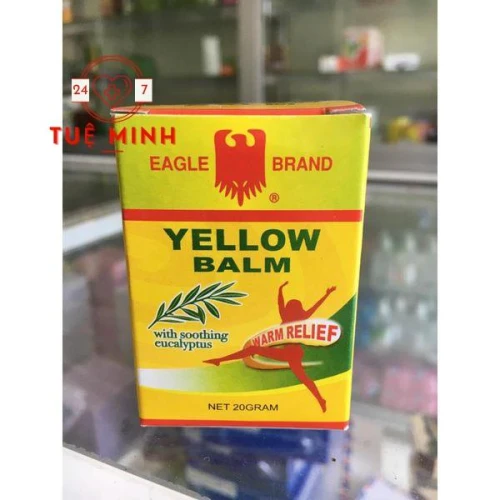 24 7
TUỆ MINH
EAGLE BRAND
®
YELLOW
BALM
with soothing
eucalyptus
WARM RELIEF
NET 20GRAM